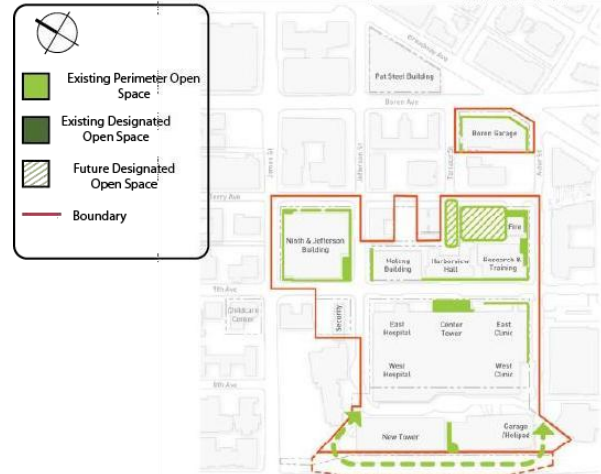 Existing Perimeter Open
Space
Existing Designated
Open Space
Future Designated
Open Space
Boundary
Broadway Ave
Pat Steel Building
Boren Ave
Boren Garage
James St
Jefferson St
Terrace St
Alder St
Terry Ave
Ninth & Jefferson
Building
Fire
Maleng
Building
Harborview
Hall
Research &
Training
9th Ave
Childcare
Center
Security
East
Hospital
Center
Tower
East
Clinic
West
Hospital
West
Clinic
8th Ave
New Tower
Garage
/Helipad